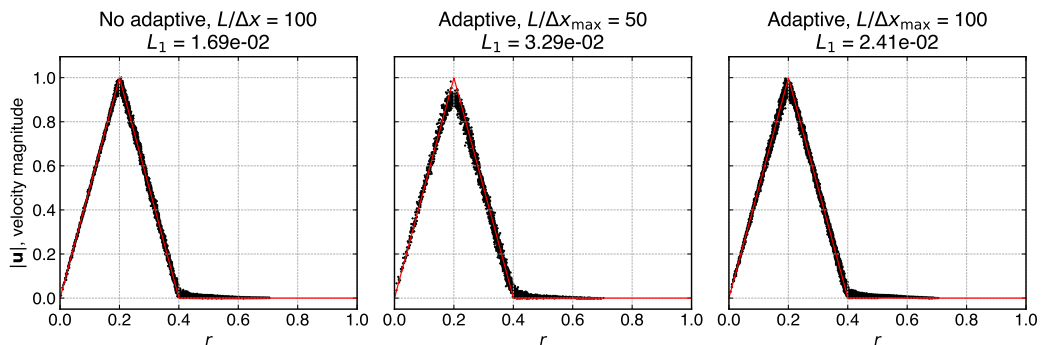 No adaptive, L/Δx = 100
L₁ = 1.69e-02
Adaptive, L/Δxₘₐₓ = 50
L₁ = 3.29e-02
Adaptive, L/Δxₘₐₓ = 100
L₁ = 2.41e-02
|u|, velocity magnitude
1.0
0.8
0.6
0.4
0.2
0.0
0.0 0.2 0.4 0.6 0.8 1.0
0.0 0.2 0.4 0.6 0.8 1.0
0.0 0.2 0.4 0.6 0.8 1.0
r
r
r